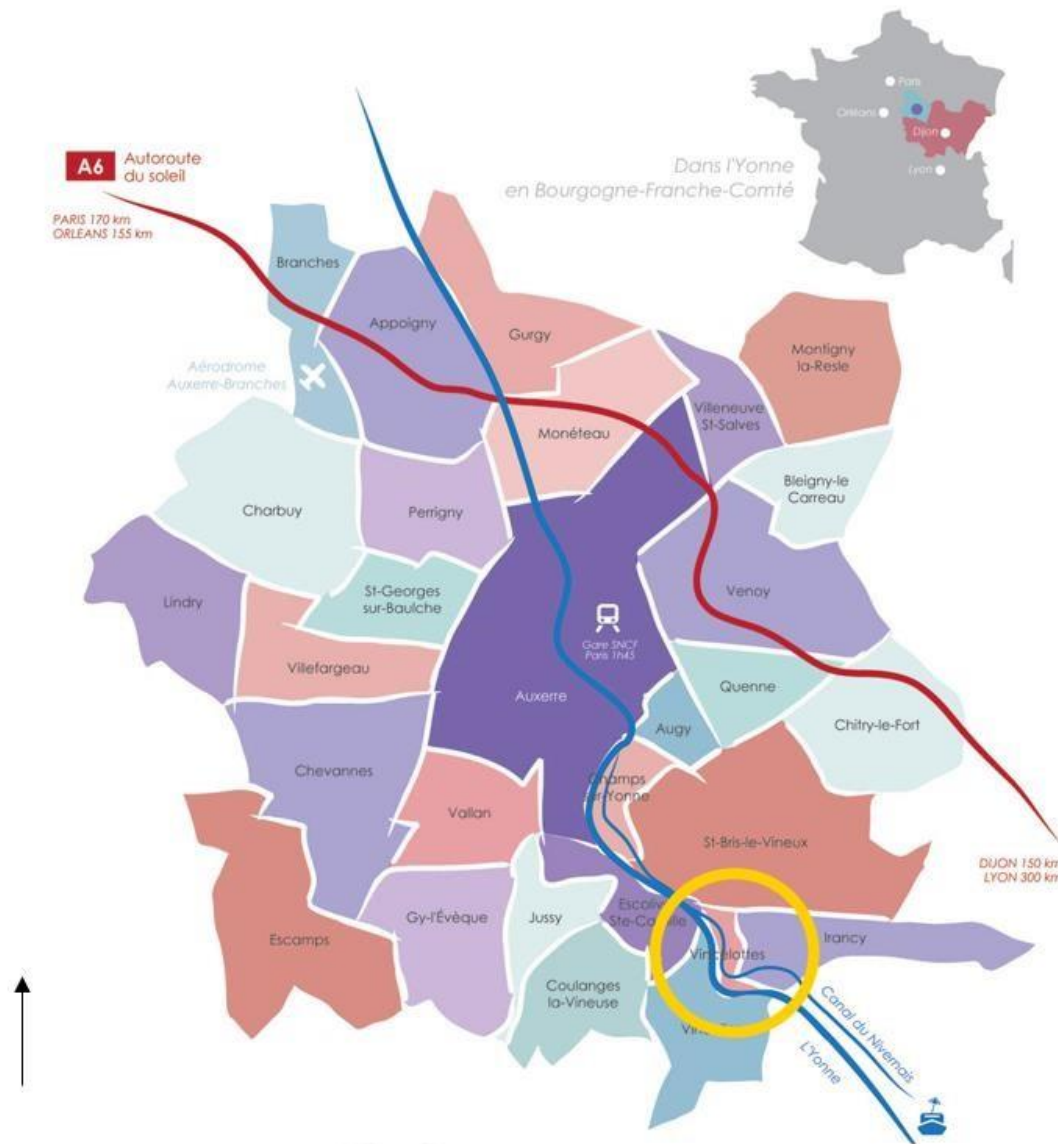 Paris
Orléans
Dijon
Lyon
Dans l'Yonne
en Bourgogne-Franche-Comté
A6
Autoroute
du soleil
PARIS 170 km
ORLEANS 155 km
Branches
Appoigny
Gurgy
Montigny
la-Resle
Aérodrome
Auxerre-Branches
Villeneuve
St-Salves
Monéteau
Bleigny-le
Carreau
Charbuy
Perrigny
St-Georges
sur-Baulche
Venoy
Lindry
Gare SNCF
Paris 1h45
Villefargeau
Auxerre
Quenne
Augy
Chitry-le-Fort
Chevannes
Champs
Yonne
Vallan
St-Bris-le-Vineux
DIJON 150 km
LYON 300 km
Gy-l'Évèque
Jussy
Escamps
Irancy
Vincelottes
Coulanges
la-Vineuse
Canal du Nivernais
L'Yonne